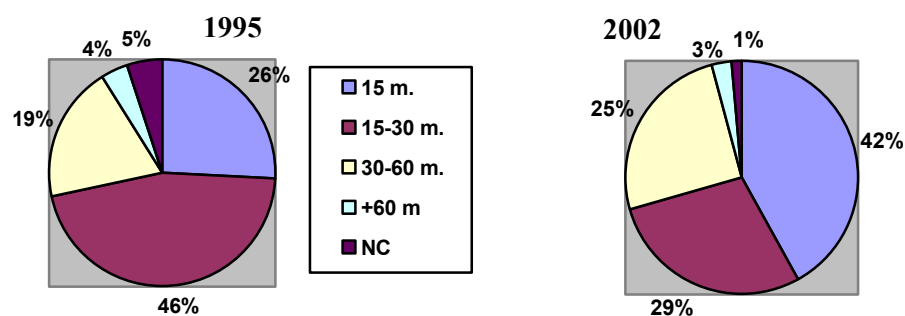 1995
5%
4%
26%
19%
46%
15 m.
15-30 m.
30-60 m.
+60 m
NC
2002
1%
3%
25%
42%
29%